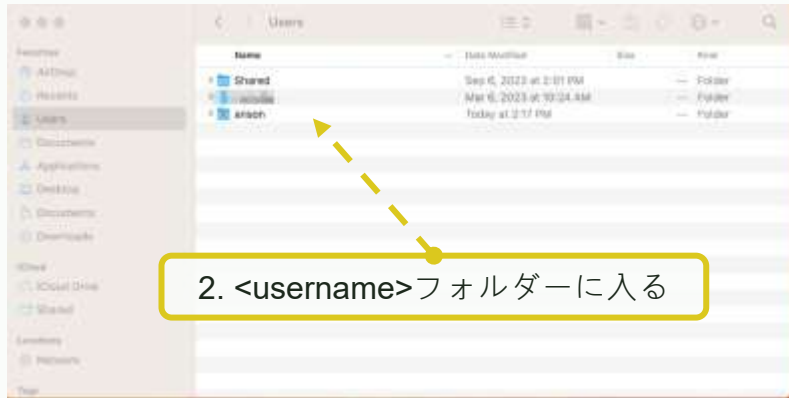 Users
Name
Date Modified
Size
Kind
Shared
Sep 6, 2023 at 2:01 PM
-- Folder
Mar 6, 2023 at 10:24 AM
-- Folder
anson
Today at 2:17 PM
-- Folder
Favorites
AirDrop
Recents
Users
Documents
Applications
Desktop
Documents
Downloads
iCloud
iCloud Drive
Shared
Locations
Network
Tags
2. <username>フォルダーに入る